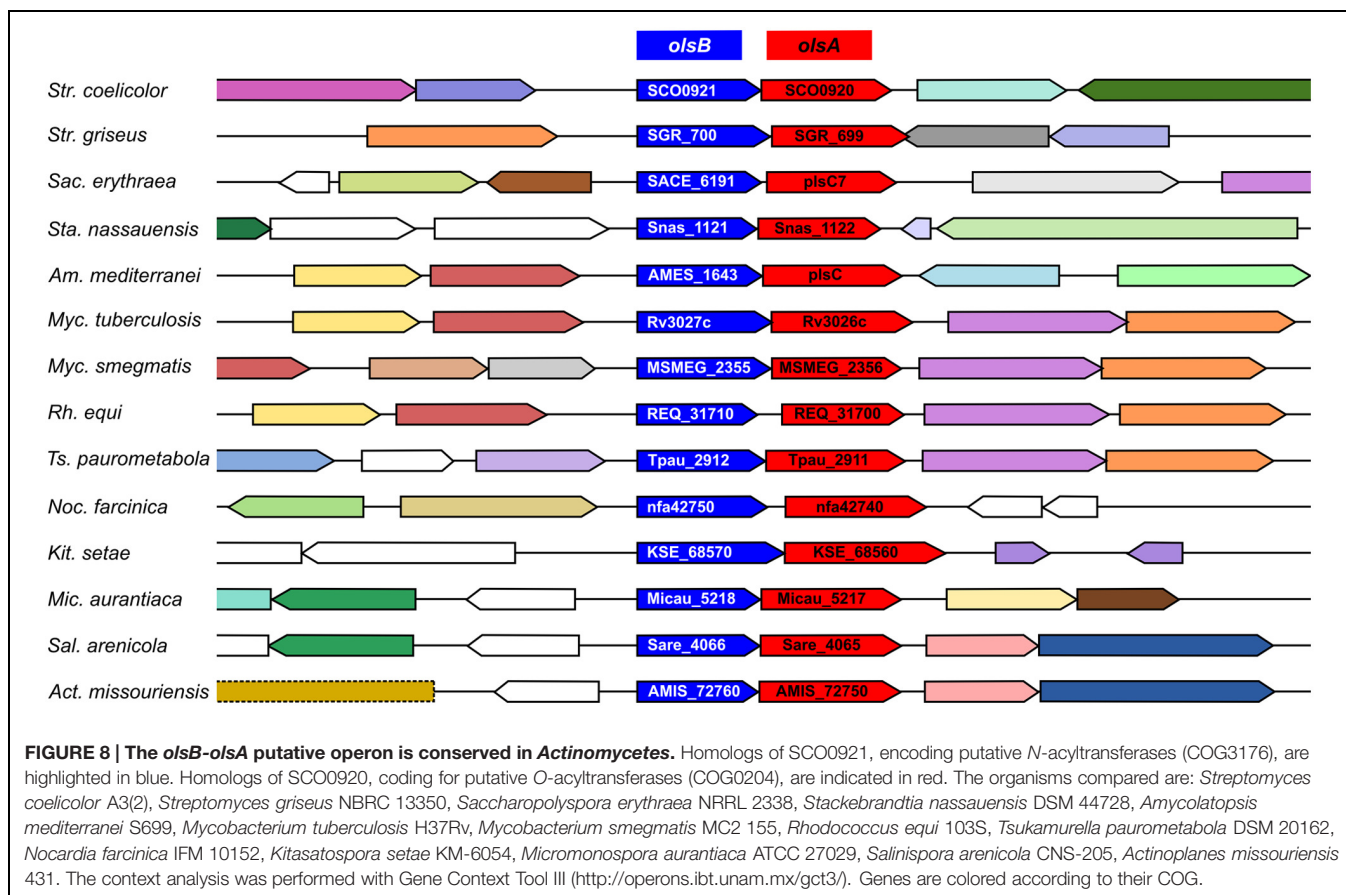 olsB olsA
Str. coelicolor SCO0921 SCO0920
Str. griseus SGR_700 SGR_699
Sac. erythraea SACE_6191 plsC7
Sta. nassauensis Snas_1121 Snas_1122
Am. mediterranei AMES_1643 plsC
Myc. tuberculosis Rv3027c Rv3026c
Myc. smegmatis MSMEG_2355 MSMEG_2356
Rh. equi REQ_31710 REQ_31700
Ts. paurometabola Tpau_2912 Tpau_2911
Noc. farcinica nfa42750 nfa42740
Kit. setae KSE_68570 KSE_68560
Mic. aurantiaca Micau_5218 Micau_5217
Sal. arenicola Sare_4066 Sare_4065
Act. missouriensis AMIS_72760 AMIS_72750
FIGURE 8 | The olsB-olsA putative operon is conserved in Actinomycetes. Homologs of SCO0921, encoding putative N-acyltransferases (COG3176), are
highlighted in blue. Homologs of SCO0920, coding for putative O-acyltransferases (COG0204), are indicated in red. The organisms compared are: Streptomyces
coelicolor A3(2), Streptomyces griseus NBRC 13350, Saccharopolyspora erythraea NRRL 2338, Stackebrandtia nassauensis DSM 44728, Amycolatopsis
mediterranei S699, Mycobacterium tuberculosis H37Rv, Mycobacterium smegmatis MC2 155, Rhodococcus equi 103S, Tsukamurella paurometabola DSM 20162,
Nocardia farcinica IFM 10152, Kitasatospora setae KM-6054, Micromonospora aurantiaca ATCC 27029, Salinispora arenicola CNS-205, Actinoplanes missouriensis
431. The context analysis was performed with Gene Context Tool III (http://operons.ibt.unam.mx/gct3/). Genes are colored according to their COG.